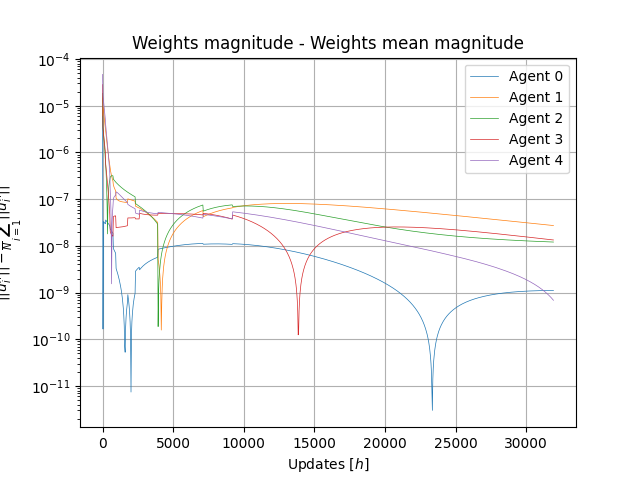 Weights magnitude - Weights mean magnitude
10⁻⁴
10⁻⁵
10⁻⁶
10⁻⁷
10⁻⁸
10⁻⁹
10⁻¹⁰
10⁻¹¹
Agent 0
Agent 1
Agent 2
Agent 3
Agent 4
0
5000
10000
15000
20000
25000
30000
Updates [h]